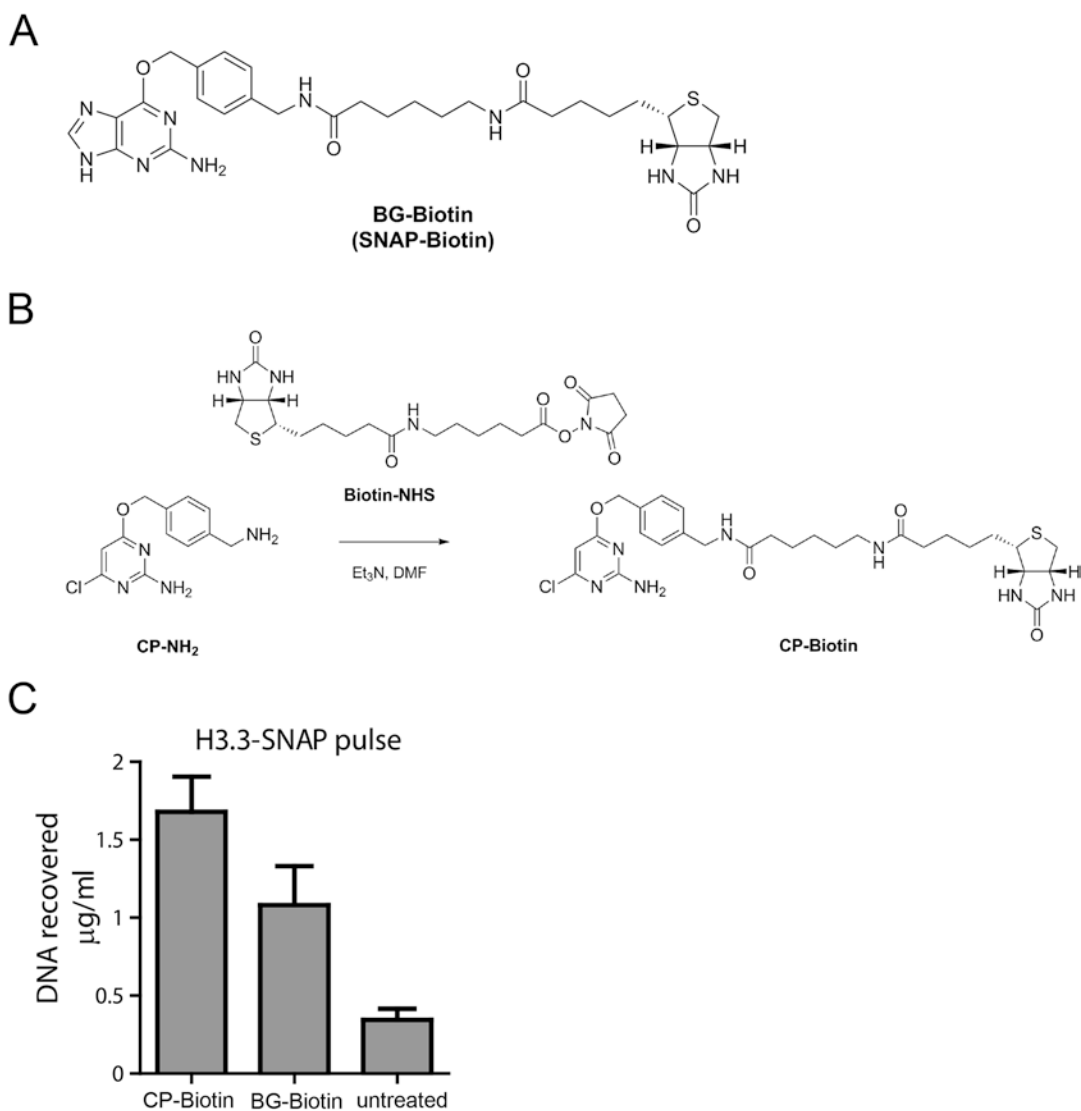 A
O
O
N
N
N
H
N
NH₂
H
N
O
N
H
O
S
H
H
HN
NH
O
BG-Biotin
(SNAP-Biotin)
B
O
HN
NH
H
H
S
H
N
O
O
O
O
N
O
Biotin-NHS
O
N
Cl
N
NH₂
NH₂
CP-NH₂
Et₃N, DMF
O
N
Cl
N
NH₂
H
N
O
N
H
O
S
H
H
HN
NH
O
CP-Biotin
C
H3.3-SNAP pulse
DNA recovered
µg/ml
2
1.5
1
0.5
0
CP-Biotin BG-Biotin untreated